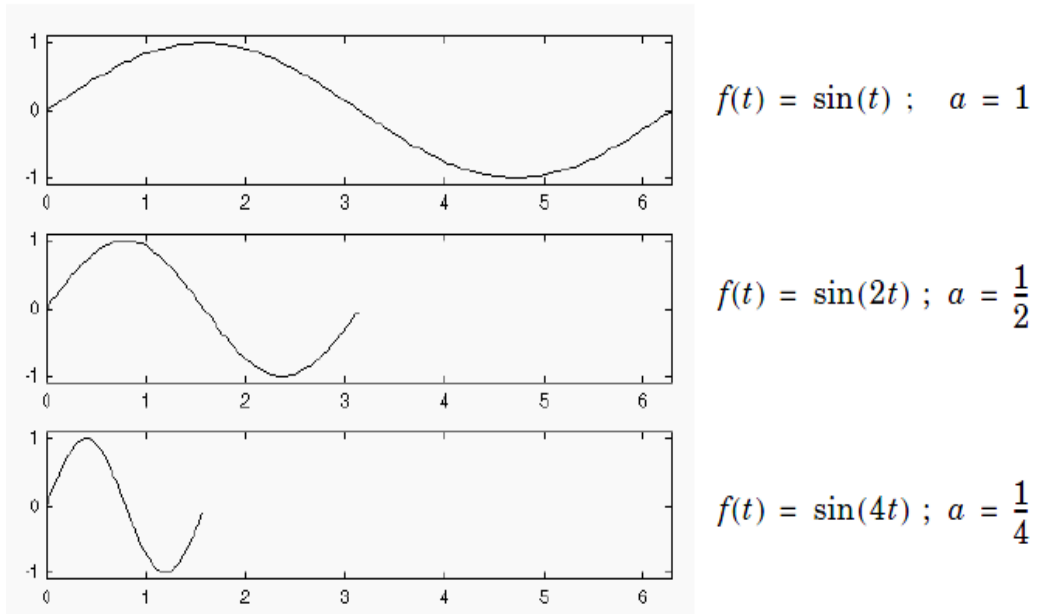 1
0
-1
0 1 2 3 4 5 6
f(t) = sin(t) ; a = 1
1
0
-1
0 1 2 3 4 5 6
f(t) = sin(2t) ; a = 1/2
1
0
-1
0 1 2 3 4 5 6
f(t) = sin(4t) ; a = 1/4